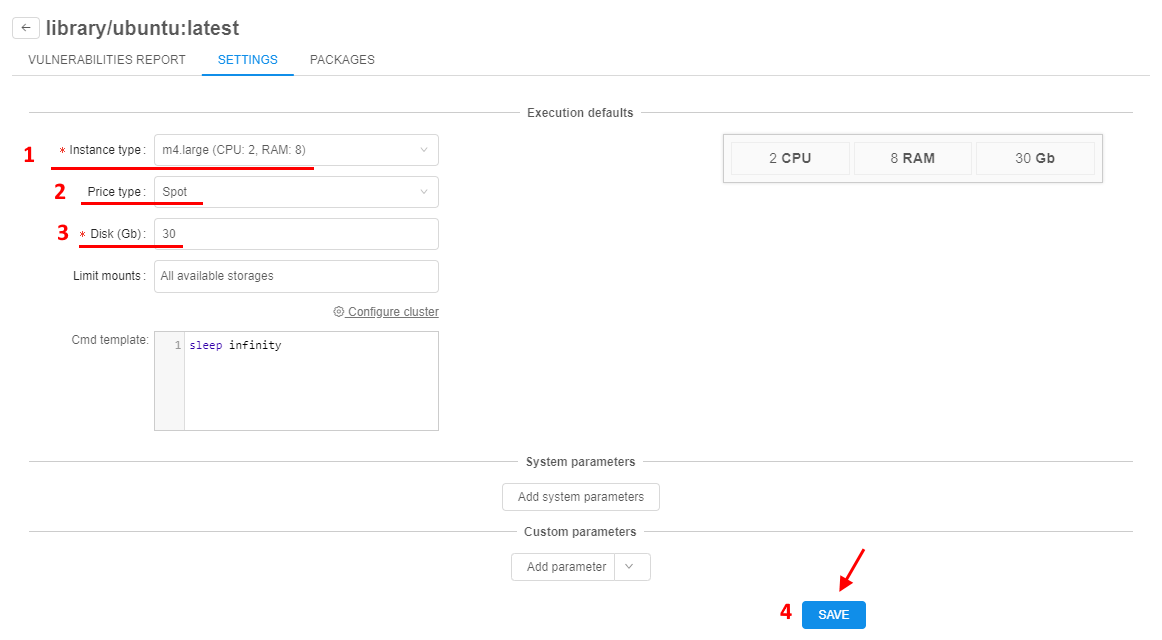 library/ubuntu:latest
VULNERABILITIES REPORT SETTINGS PACKAGES
Execution defaults
1 * Instance type: m4.large (CPU: 2, RAM: 8)
2 CPU 8 RAM 30 Gb
2 Price type: Spot
3 * Disk (Gb): 30
Limit mounts: All available storages
Configure cluster
Cmd template: 1 sleep infinity
System parameters
Add system parameters
Custom parameters
Add parameter
4 SAVE